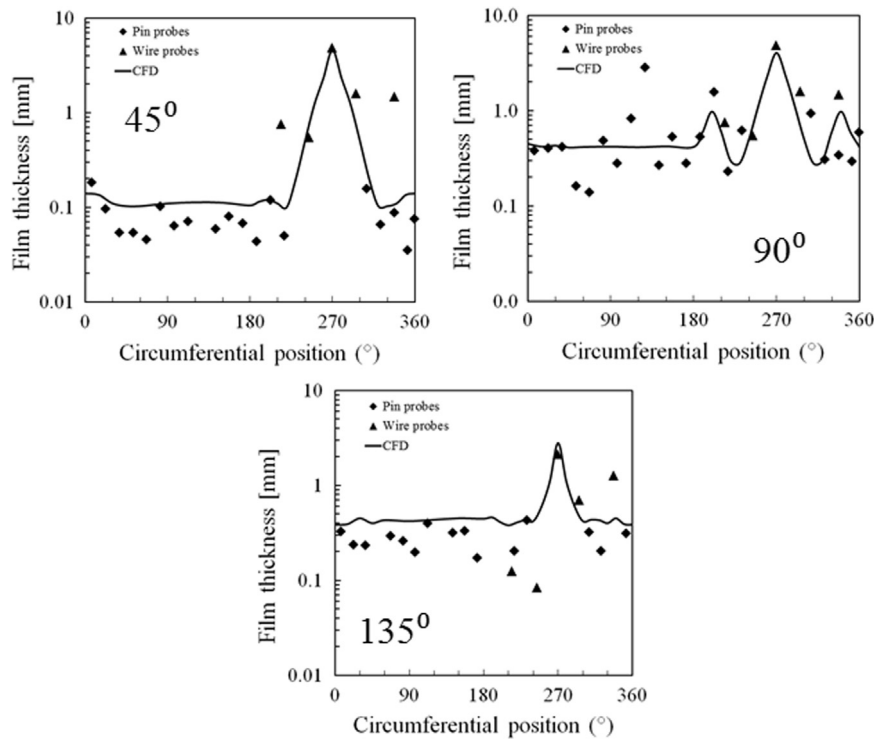 10
1
0.1
0.01
Film thickness [mm]
Pin probes
Wire probes
CFD
45⁰
0 90 180 270 360
Circumferential position (°)
10.0
1.0
0.1
0.0
Film thickness [mm]
Pin probes
Wire probes
CFD
90⁰
0 90 180 270 360
Circumferential position (°)
10
1
0.1
0.01
Film thickness [mm]
Pin probes
Wire probes
CFD
135⁰
0 90 180 270 360
Circumferential position (°)